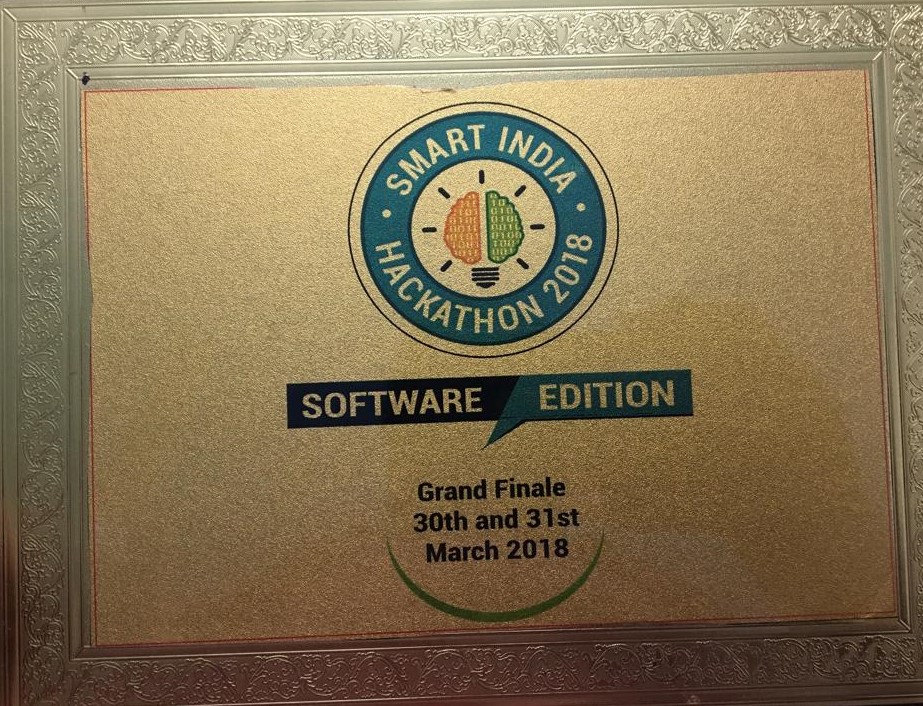 SMART INDIA
HACKATHON 2018
SOFTWARE EDITION
Grand Finale
30th and 31st
March 2018